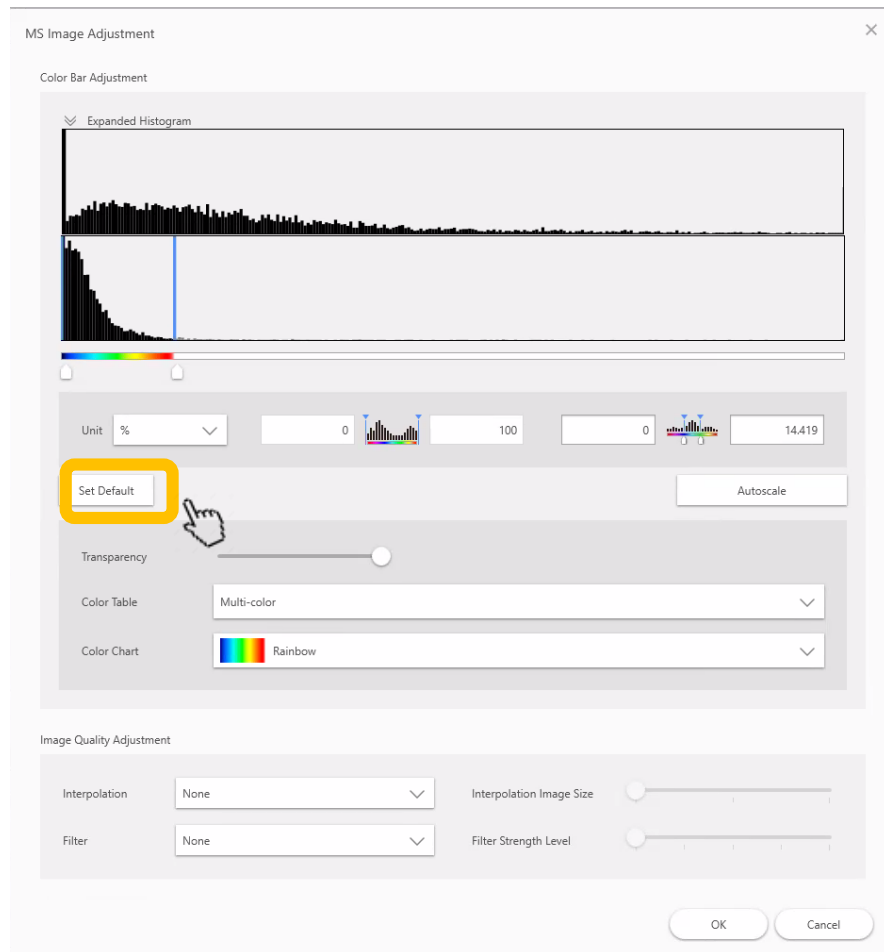 MS Image Adjustment
Color Bar Adjustment
Expanded Histogram
Unit % 0 100 0 14.419
Set Default Autoscale
Transparency
Color Table Multi-color
Color Chart Rainbow
Image Quality Adjustment
Interpolation None Interpolation Image Size
Filter None Filter Strength Level
OK Cancel